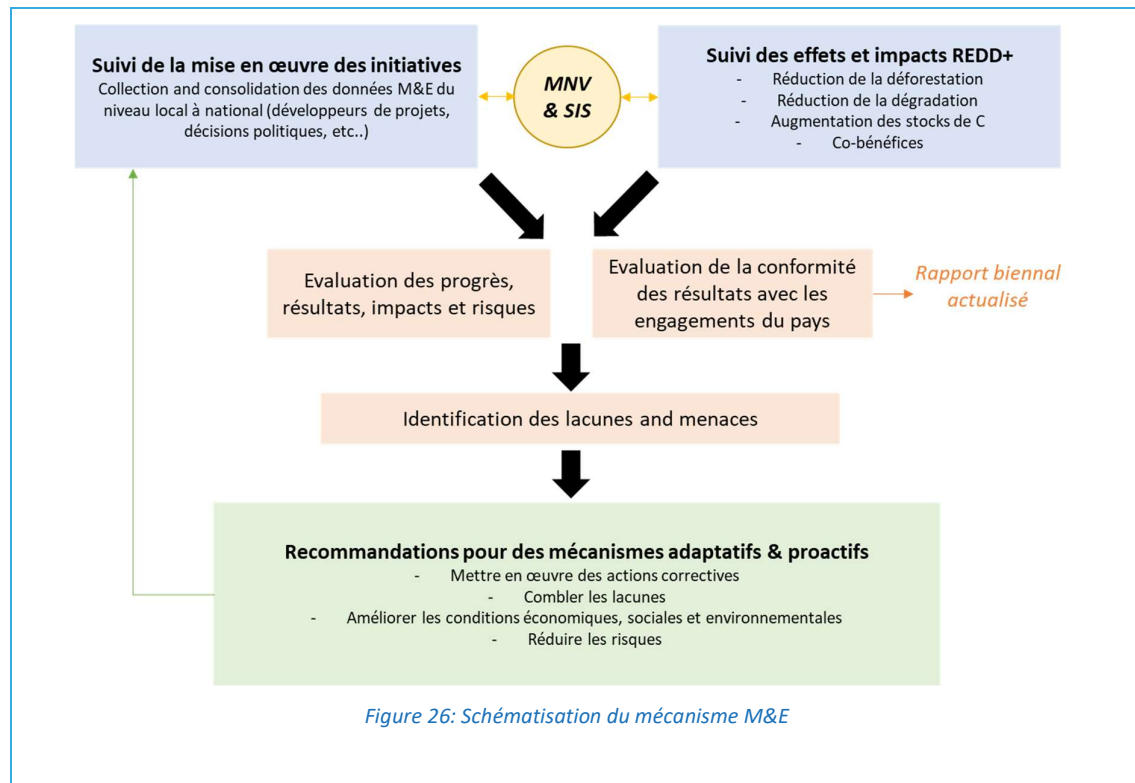 Suivi de la mise en œuvre des initiatives
Collection and consolidation des données M&E du
niveau local à national (développeurs de projets,
décisions politiques, etc..)
MNV
& SIS
Suivi des effets et impacts REDD+
- Réduction de la déforestation
- Réduction de la dégradation
- Augmentation des stocks de C
- Co-bénéfices
Evaluation des progrès,
résultats, impacts et risques
Evaluation de la conformité
des résultats avec les
engagements du pays
Rapport biennal
actualisé
Identification des lacunes and menaces
Recommandations pour des mécanismes adaptatifs & proactifs
- Mettre en œuvre des actions correctives
- Combler les lacunes
- Améliorer les conditions économiques, sociales et environnementales
- Réduire les risques
Figure 26: Schématisation du mécanisme M&E